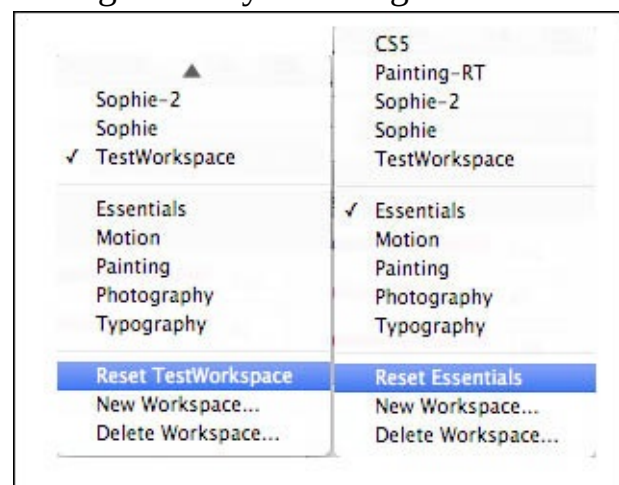 Sophie-2
Sophie
✓ TestWorkspace
Essentials
Motion
Painting
Photography
Typography
Reset TestWorkspace
New Workspace...
Delete Workspace...
CS5
Painting-RT
Sophie-2
Sophie
TestWorkspace
✓ Essentials
Motion
Painting
Photography
Typography
Reset Essentials
New Workspace...
Delete Workspace...